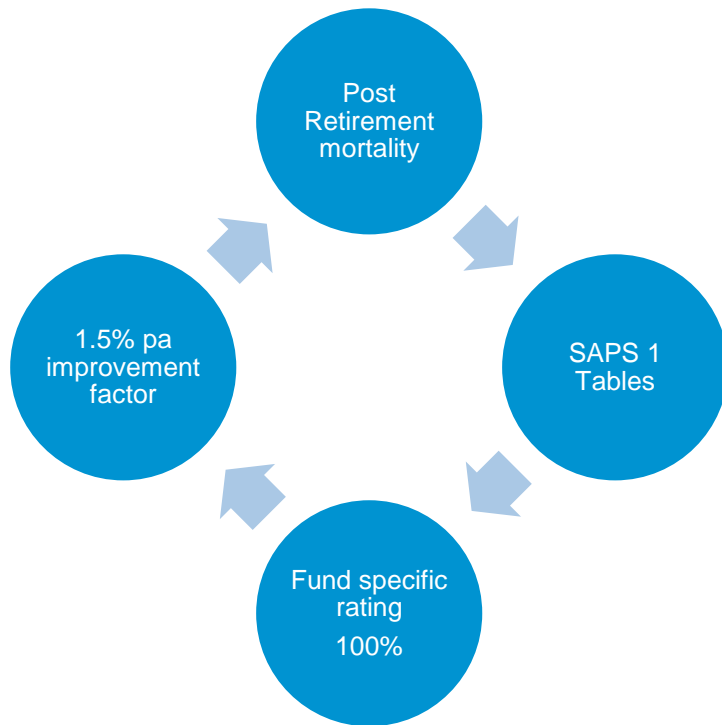 Post
Retirement
mortality
SAPS 1
Tables
Fund specific
rating
100%
1.5% pa
improvement
factor